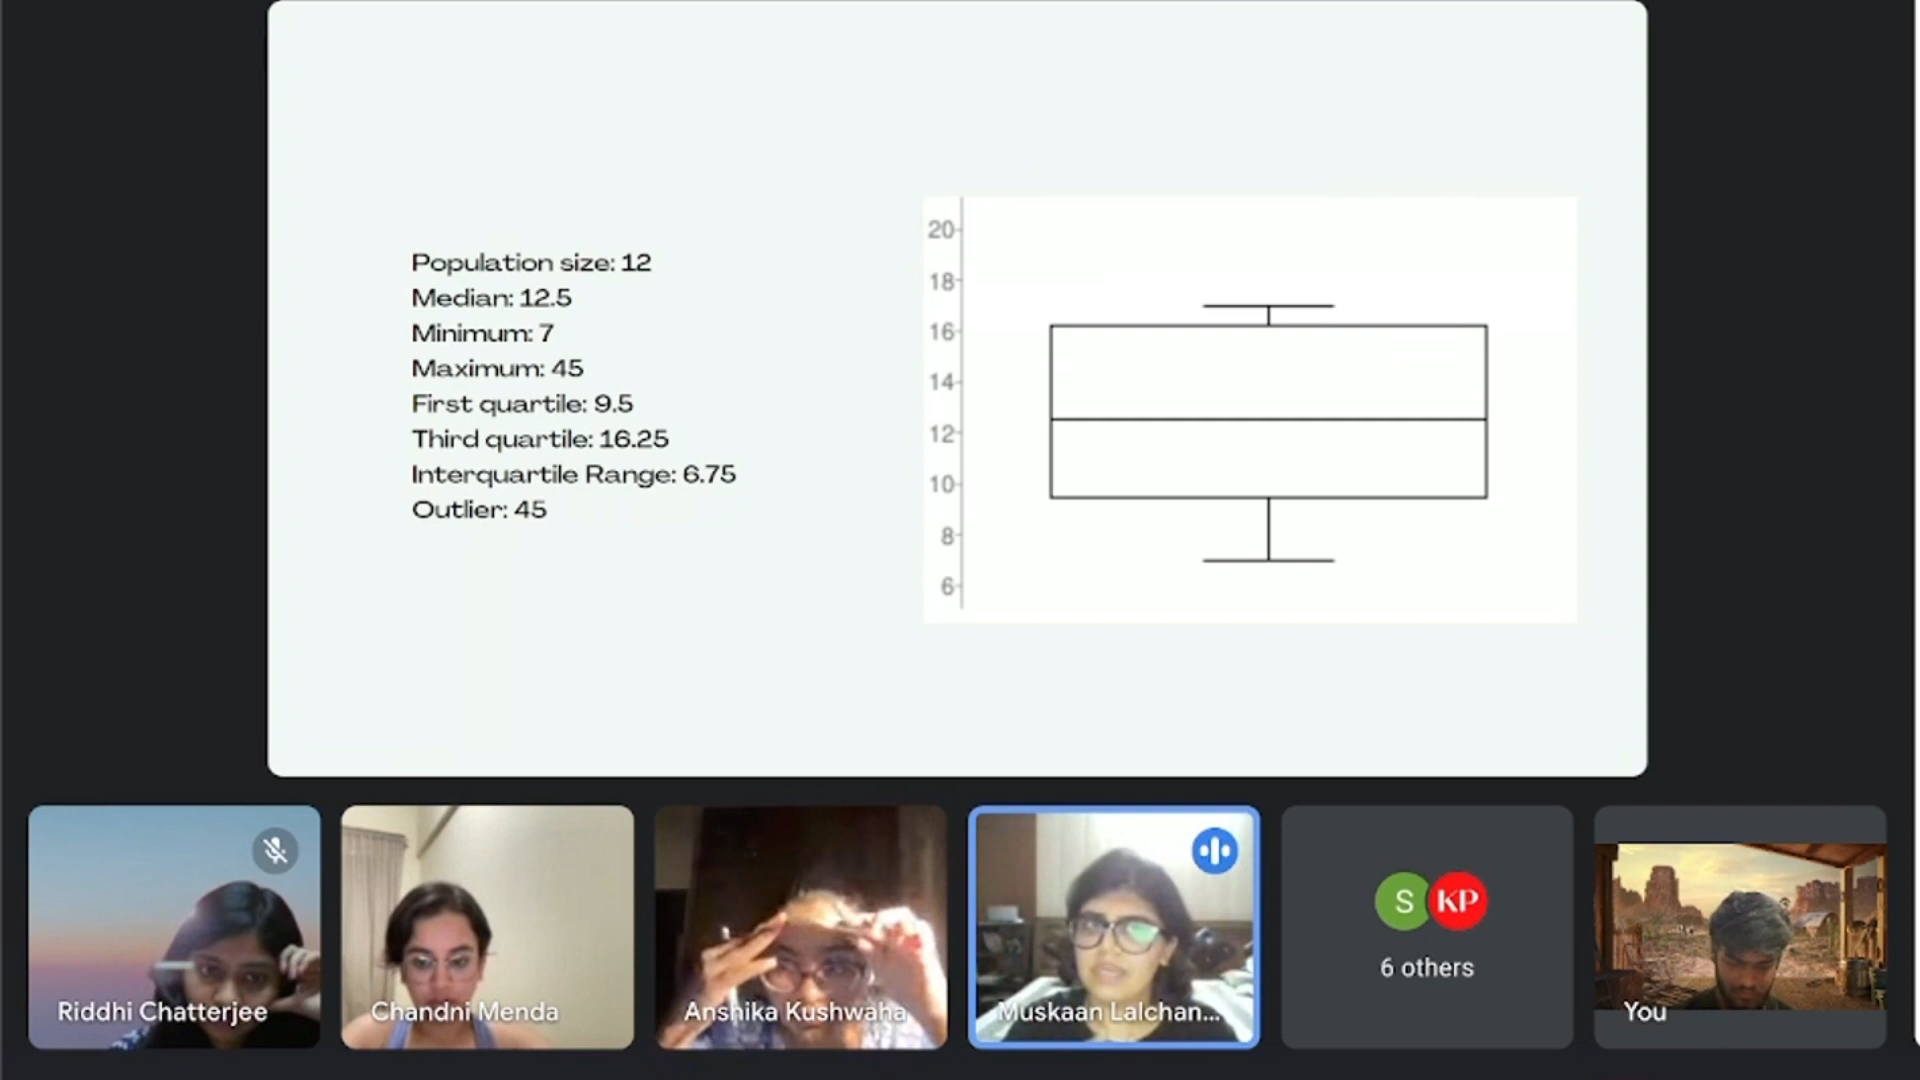 Population size: 12
Median: 12.5
Minimum: 7
Maximum: 45
First quartile: 9.5
Third quartile: 16.25
Interquartile Range: 6.75
Outlier: 45
20
18
16
14
12
10
8
6
Riddhi Chatterjee
Chandni Menda
Anshika Kushwaha
Muskaan Lalchan...
S KP
6 others
You